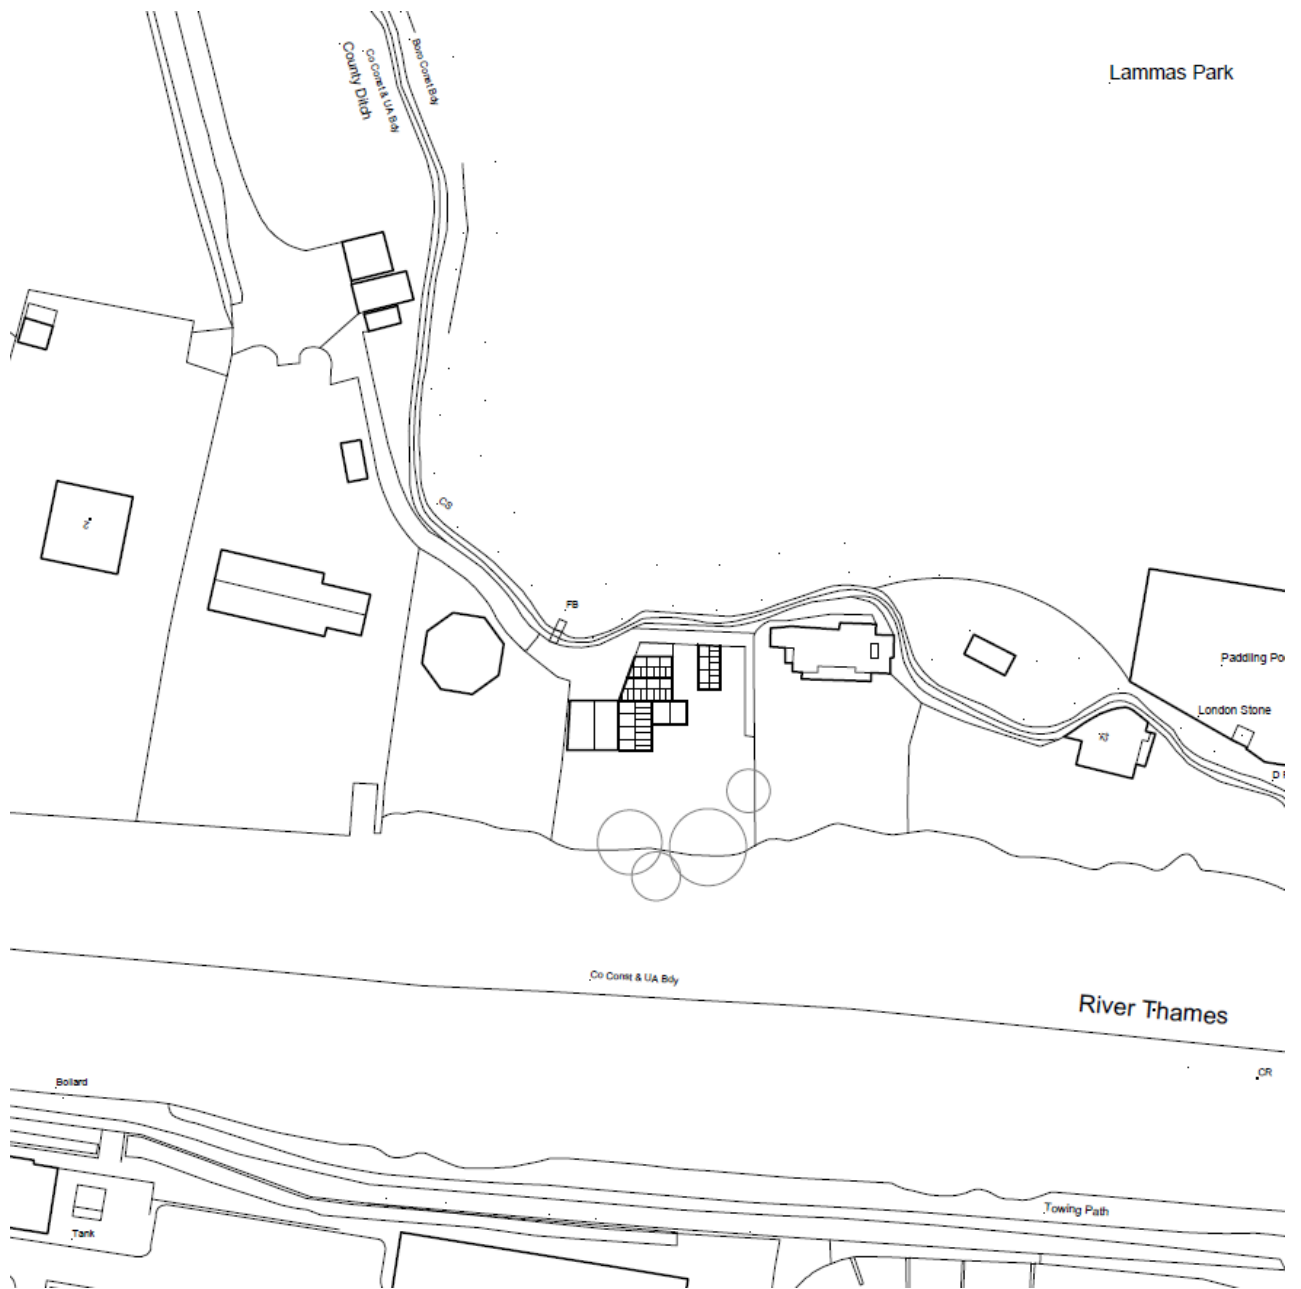 Lammas Park
Boro Const Bdy
Co Const & UA Bdy
County Ditch
2
CS
FB
Paddling Po
London Stone
D F
Co Const & UA Bdy
River Thames
CR
Bollard
Towing Path
Tank